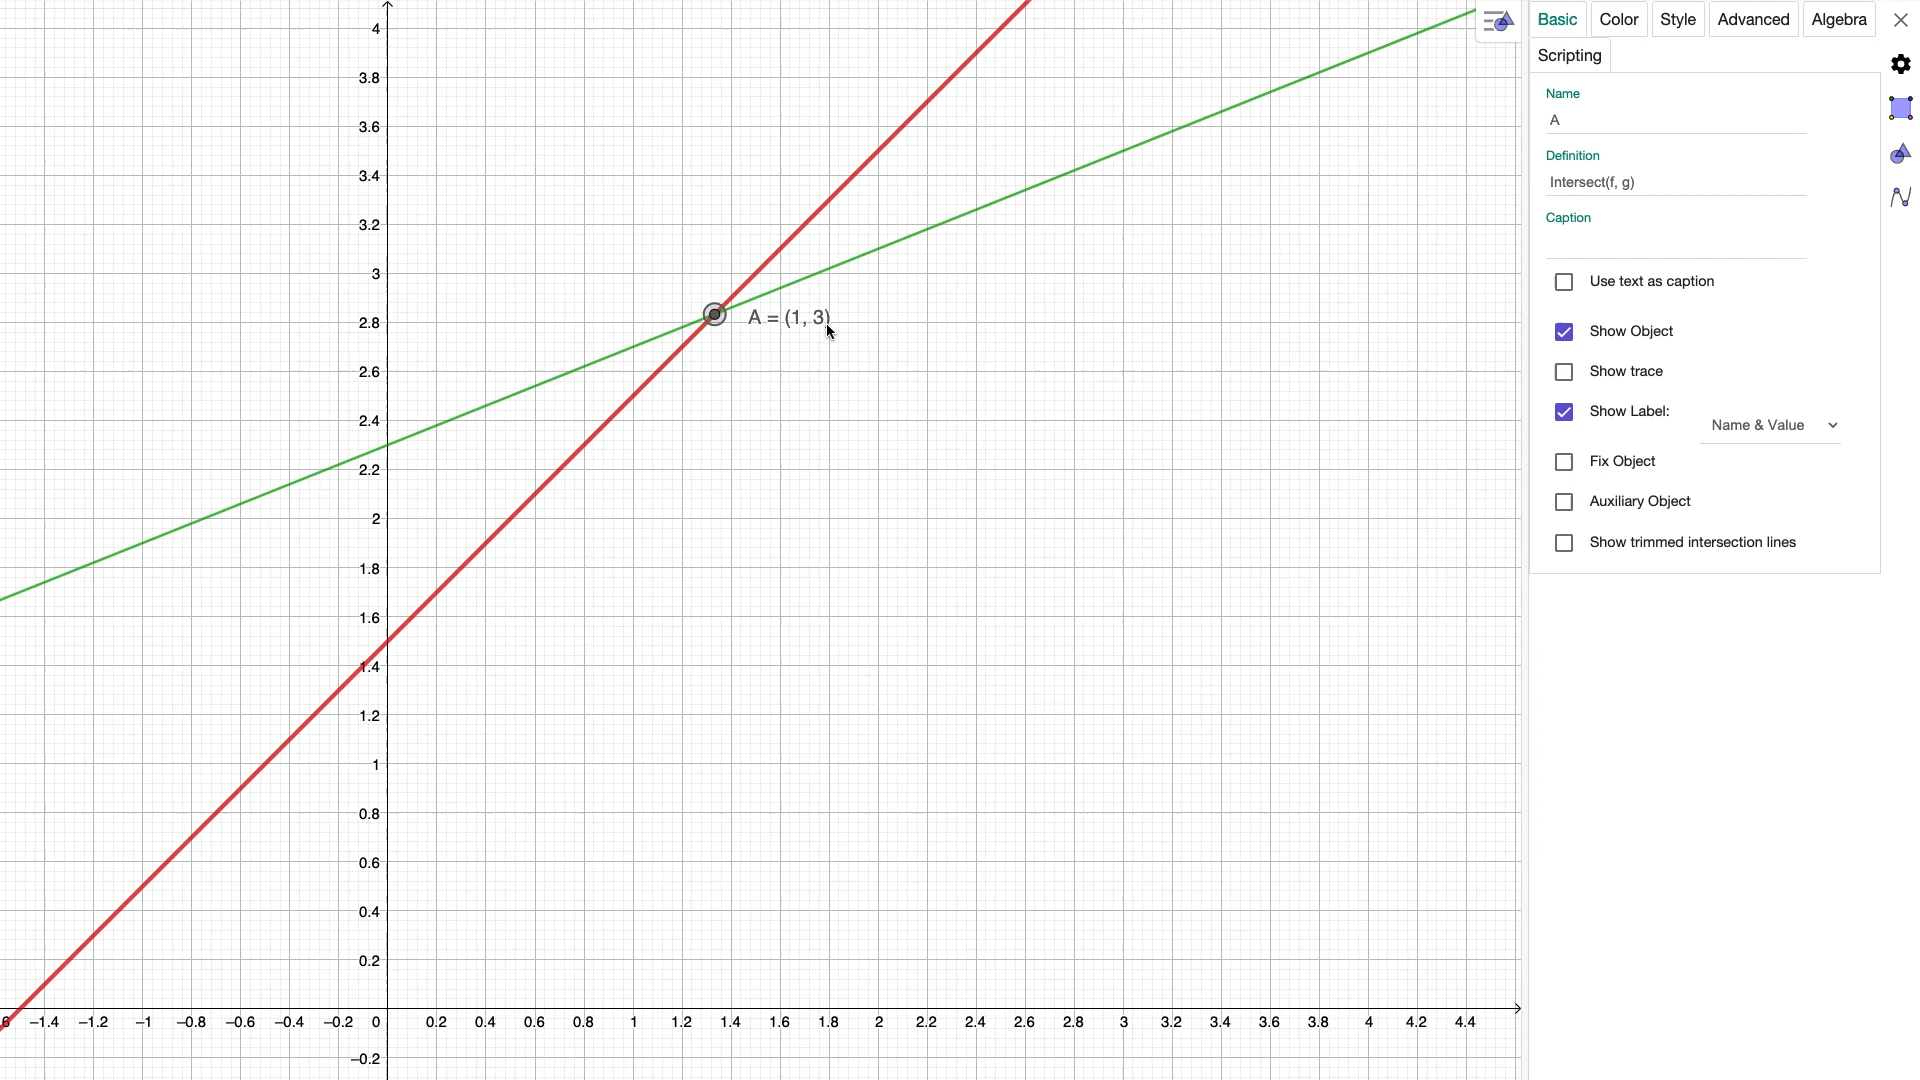 Basic Color Style Advanced Algebra
Scripting
Name
A
Definition
Intersect(f, g)
Caption
Use text as caption
Show Object
Show trace
Show Label:
Name & Value
Fix Object
Auxiliary Object
Show trimmed intersection lines
4
3.8
3.6
3.4
3.2
3
2.8
A = (1, 3)
2.6
2.4
2.2
2
1.8
1.6
1.4
1.2
1
0.8
0.6
0.4
0.2
6 −1.4 −1.2 −1 −0.8 −0.6 −0.4 −0.2 0 0.2 0.4 0.6 0.8 1 1.2 1.4 1.6 1.8 2 2.2 2.4 2.6 2.8 3 3.2 3.4 3.6 3.8 4 4.2 4.4
−0.2